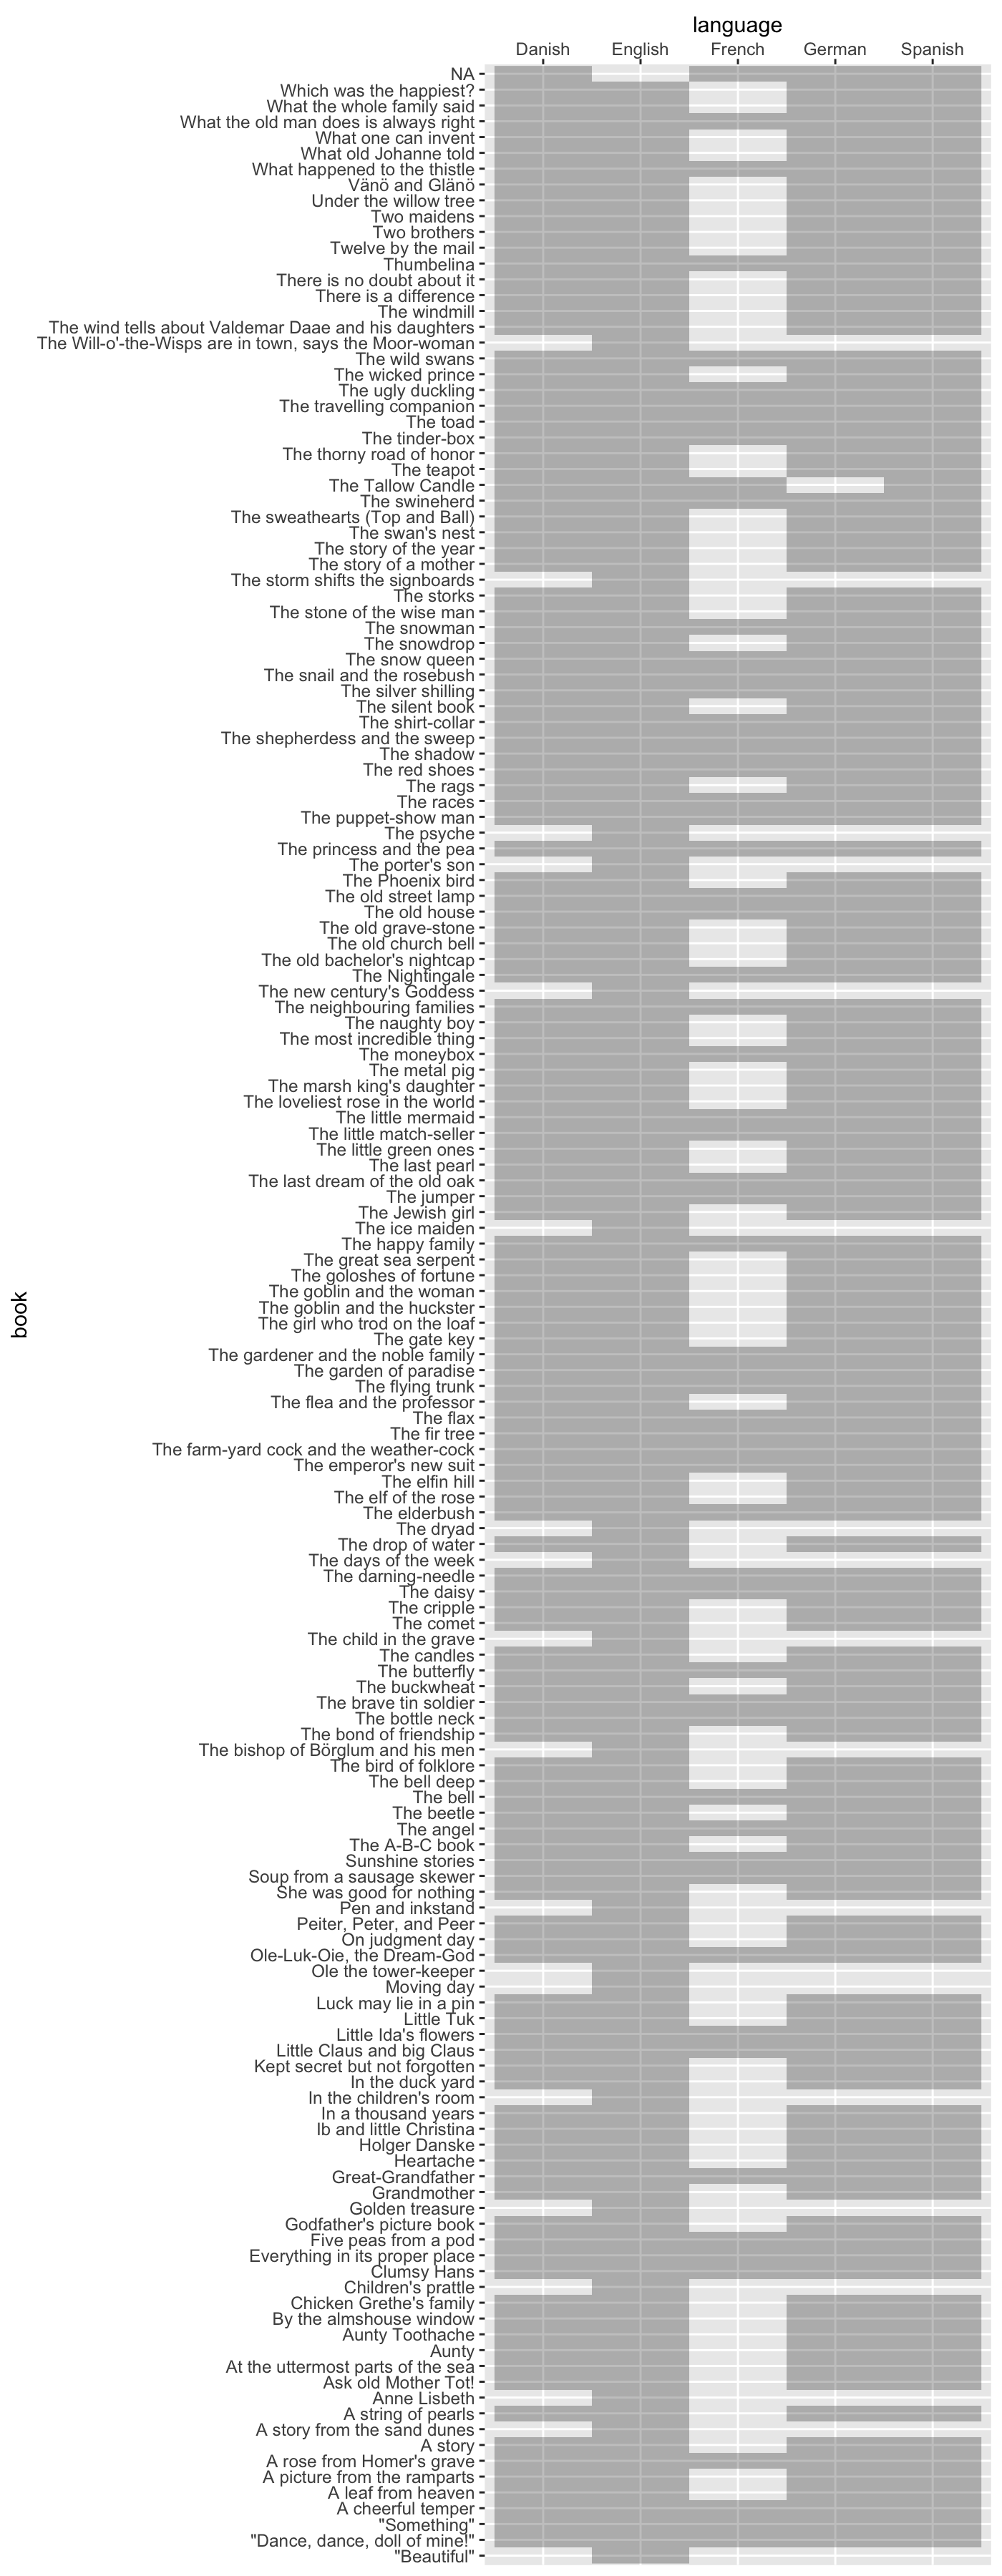 language
Danish English French German Spanish
NA
Which was the happiest?
What the whole family said
What the old man does is always right
What one can invent
What old Johanne told
What happened to the thistle
Vänö and Glänö
Under the willow tree
Two maidens
Two brothers
Twelve by the mail
Thumbelina
There is no doubt about it
There is a difference
The windmill
The wind tells about Valdemar Daae and his daughters
The Will-o'-the-Wisps are in town, says the Moor-woman
The wild swans
The wicked prince
The ugly duckling
The travelling companion
The toad
The tinder-box
The thorny road of honor
The teapot
The Tallow Candle
The swineherd
The sweathearts (Top and Ball)
The swan's nest
The story of the year
The story of a mother
The storm shifts the signboards
The storks
The stone of the wise man
The snowman
The snowdrop
The snow queen
The snail and the rosebush
The silver shilling
The silent book
The shirt-collar
The shepherdess and the sweep
The shadow
The red shoes
The rags
The races
The puppet-show man
The psyche
The princess and the pea
The porter's son
The Phoenix bird
The old street lamp
The old house
The old grave-stone
The old church bell
The old bachelor's nightcap
The Nightingale
The new century's Goddess
The neighbouring families
The naughty boy
The most incredible thing
The moneybox
The metal pig
The marsh king's daughter
The loveliest rose in the world
The little mermaid
The little match-seller
The little green ones
The last pearl
The last dream of the old oak
The jumper
The Jewish girl
The ice maiden
The happy family
The great sea serpent
The goloshes of fortune
The goblin and the woman
The goblin and the huckster
The girl who trod on the loaf
The gate key
The gardener and the noble family
The garden of paradise
The flying trunk
The flea and the professor
The flax
The fir tree
The farm-yard cock and the weather-cock
The emperor's new suit
The elfin hill
The elf of the rose
The elderbush
The dryad
The drop of water
The days of the week
The darning-needle
The daisy
The cripple
The comet
The child in the grave
The candles
The butterfly
The buckwheat
The brave tin soldier
The bottle neck
The bond of friendship
The bishop of Börglum and his men
The bird of folklore
The bell deep
The bell
The beetle
The angel
The A-B-C book
Sunshine stories
Soup from a sausage skewer
She was good for nothing
Pen and inkstand
Peiter, Peter, and Peer
On judgment day
Ole-Luk-Oie, the Dream-God
Ole the tower-keeper
Moving day
Luck may lie in a pin
Little Tuk
Little Ida's flowers
Little Claus and big Claus
Kept secret but not forgotten
In the duck yard
In the children's room
In a thousand years
Ib and little Christina
Holger Danske
Heartache
Great-Grandfather
Grandmother
Golden treasure
Godfather's picture book
Five peas from a pod
Everything in its proper place
Clumsy Hans
Children's prattle
Chicken Grethe's family
By the almshouse window
Aunty Toothache
Aunty
At the uttermost parts of the sea
Ask old Mother Tot!
Anne Lisbeth
A string of pearls
A story from the sand dunes
A story
A rose from Homer's grave
A picture from the ramparts
A leaf from heaven
A cheerful temper
"Something"
"Dance, dance, doll of mine!"
"Beautiful"
book